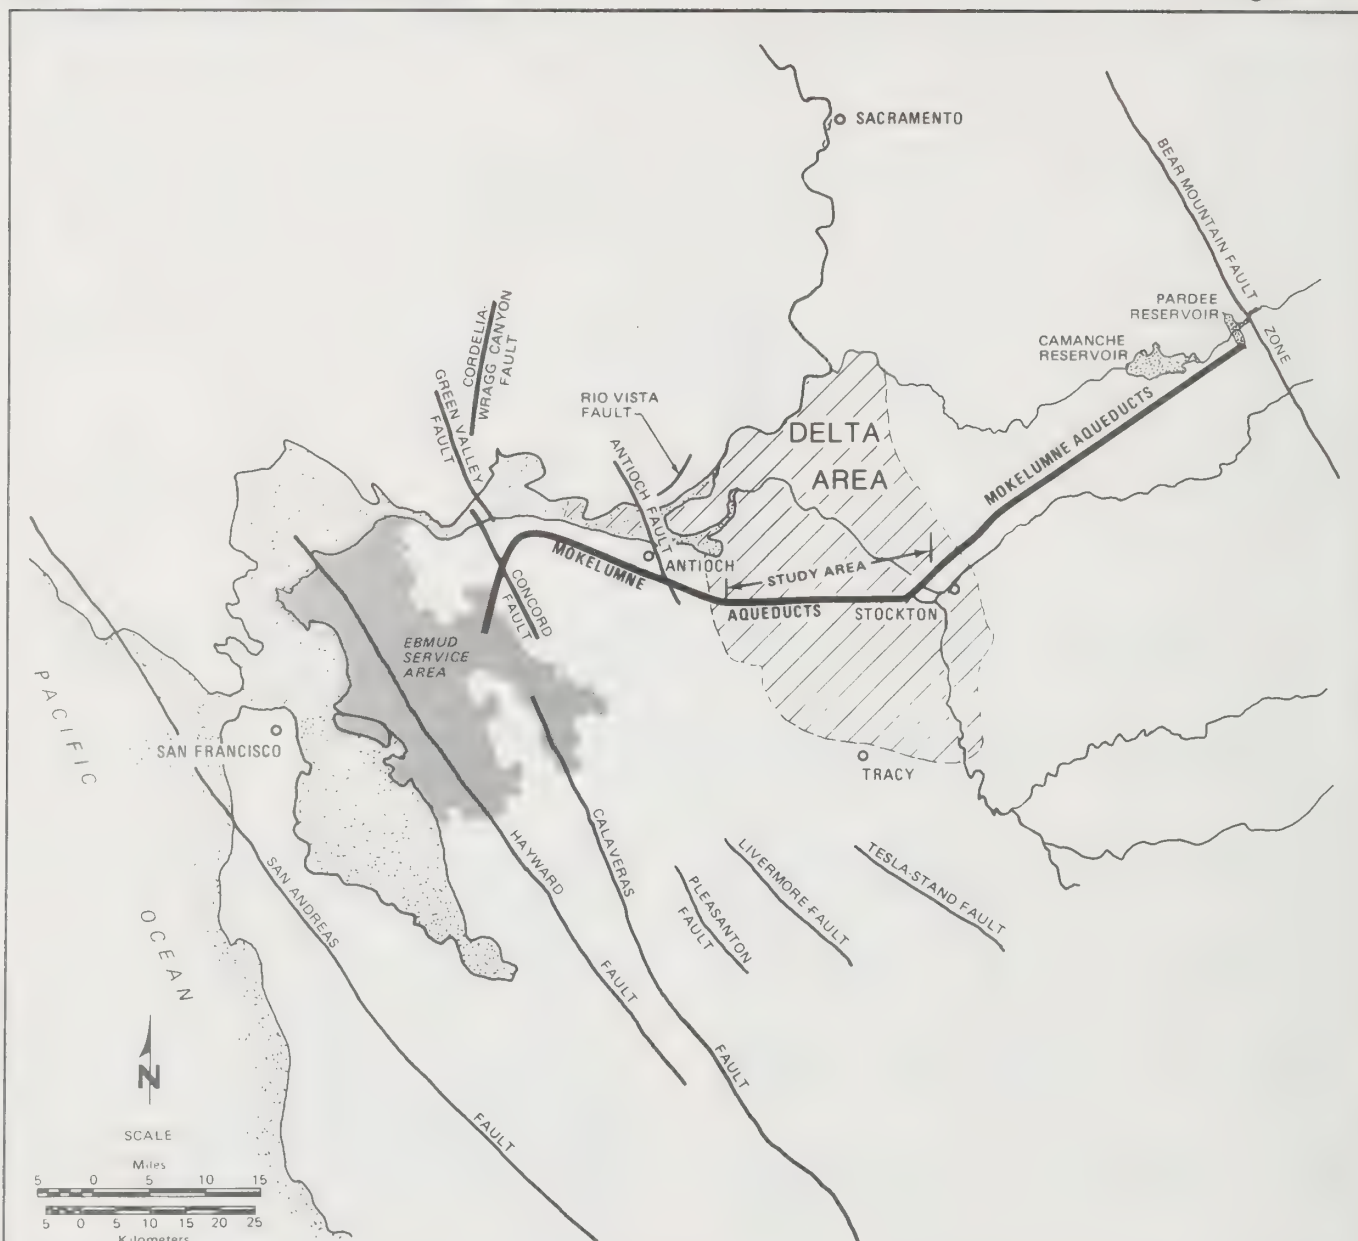 SACRAMENTO
BEAR MOUNTAIN FAULT
ZONE
PARDEE
RESERVOIR
CAMANCHE
RESERVOIR
CORDELIA-
WRAGG CANYON
FAULT
GREEN VALLEY
FAULT
RIO VISTA
FAULT
ANTIOCH FAULT
DELTA
AREA
MOKELUMNE AQUEDUCTS
MOKELUMNE
ANTIOCH
STUDY AREA
AQUEDUCTS
STOCKTON
CONCORD
FAULT
EBMUD
SERVICE
AREA
PACIFIC
OCEAN
SAN FRANCISCO
TRACY
HAYWARD
FAULT
CALAVERAS
FAULT
SAN ANDREAS
FAULT
PLEASANTON
FAULT
LIVERMORE FAULT
TESLA-STAND FAULT
N
SCALE
Miles
5 0 5 10 15
5 0 5 10 15 20 25
Kilometers